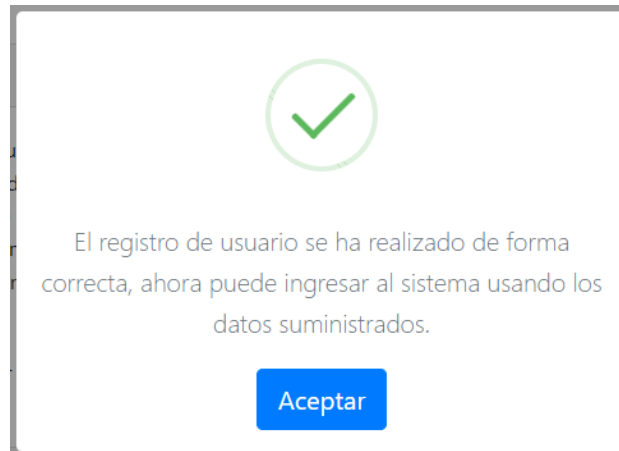 El registro de usuario se ha realizado de forma
correcta, ahora puede ingresar al sistema usando los
datos suministrados.
Aceptar